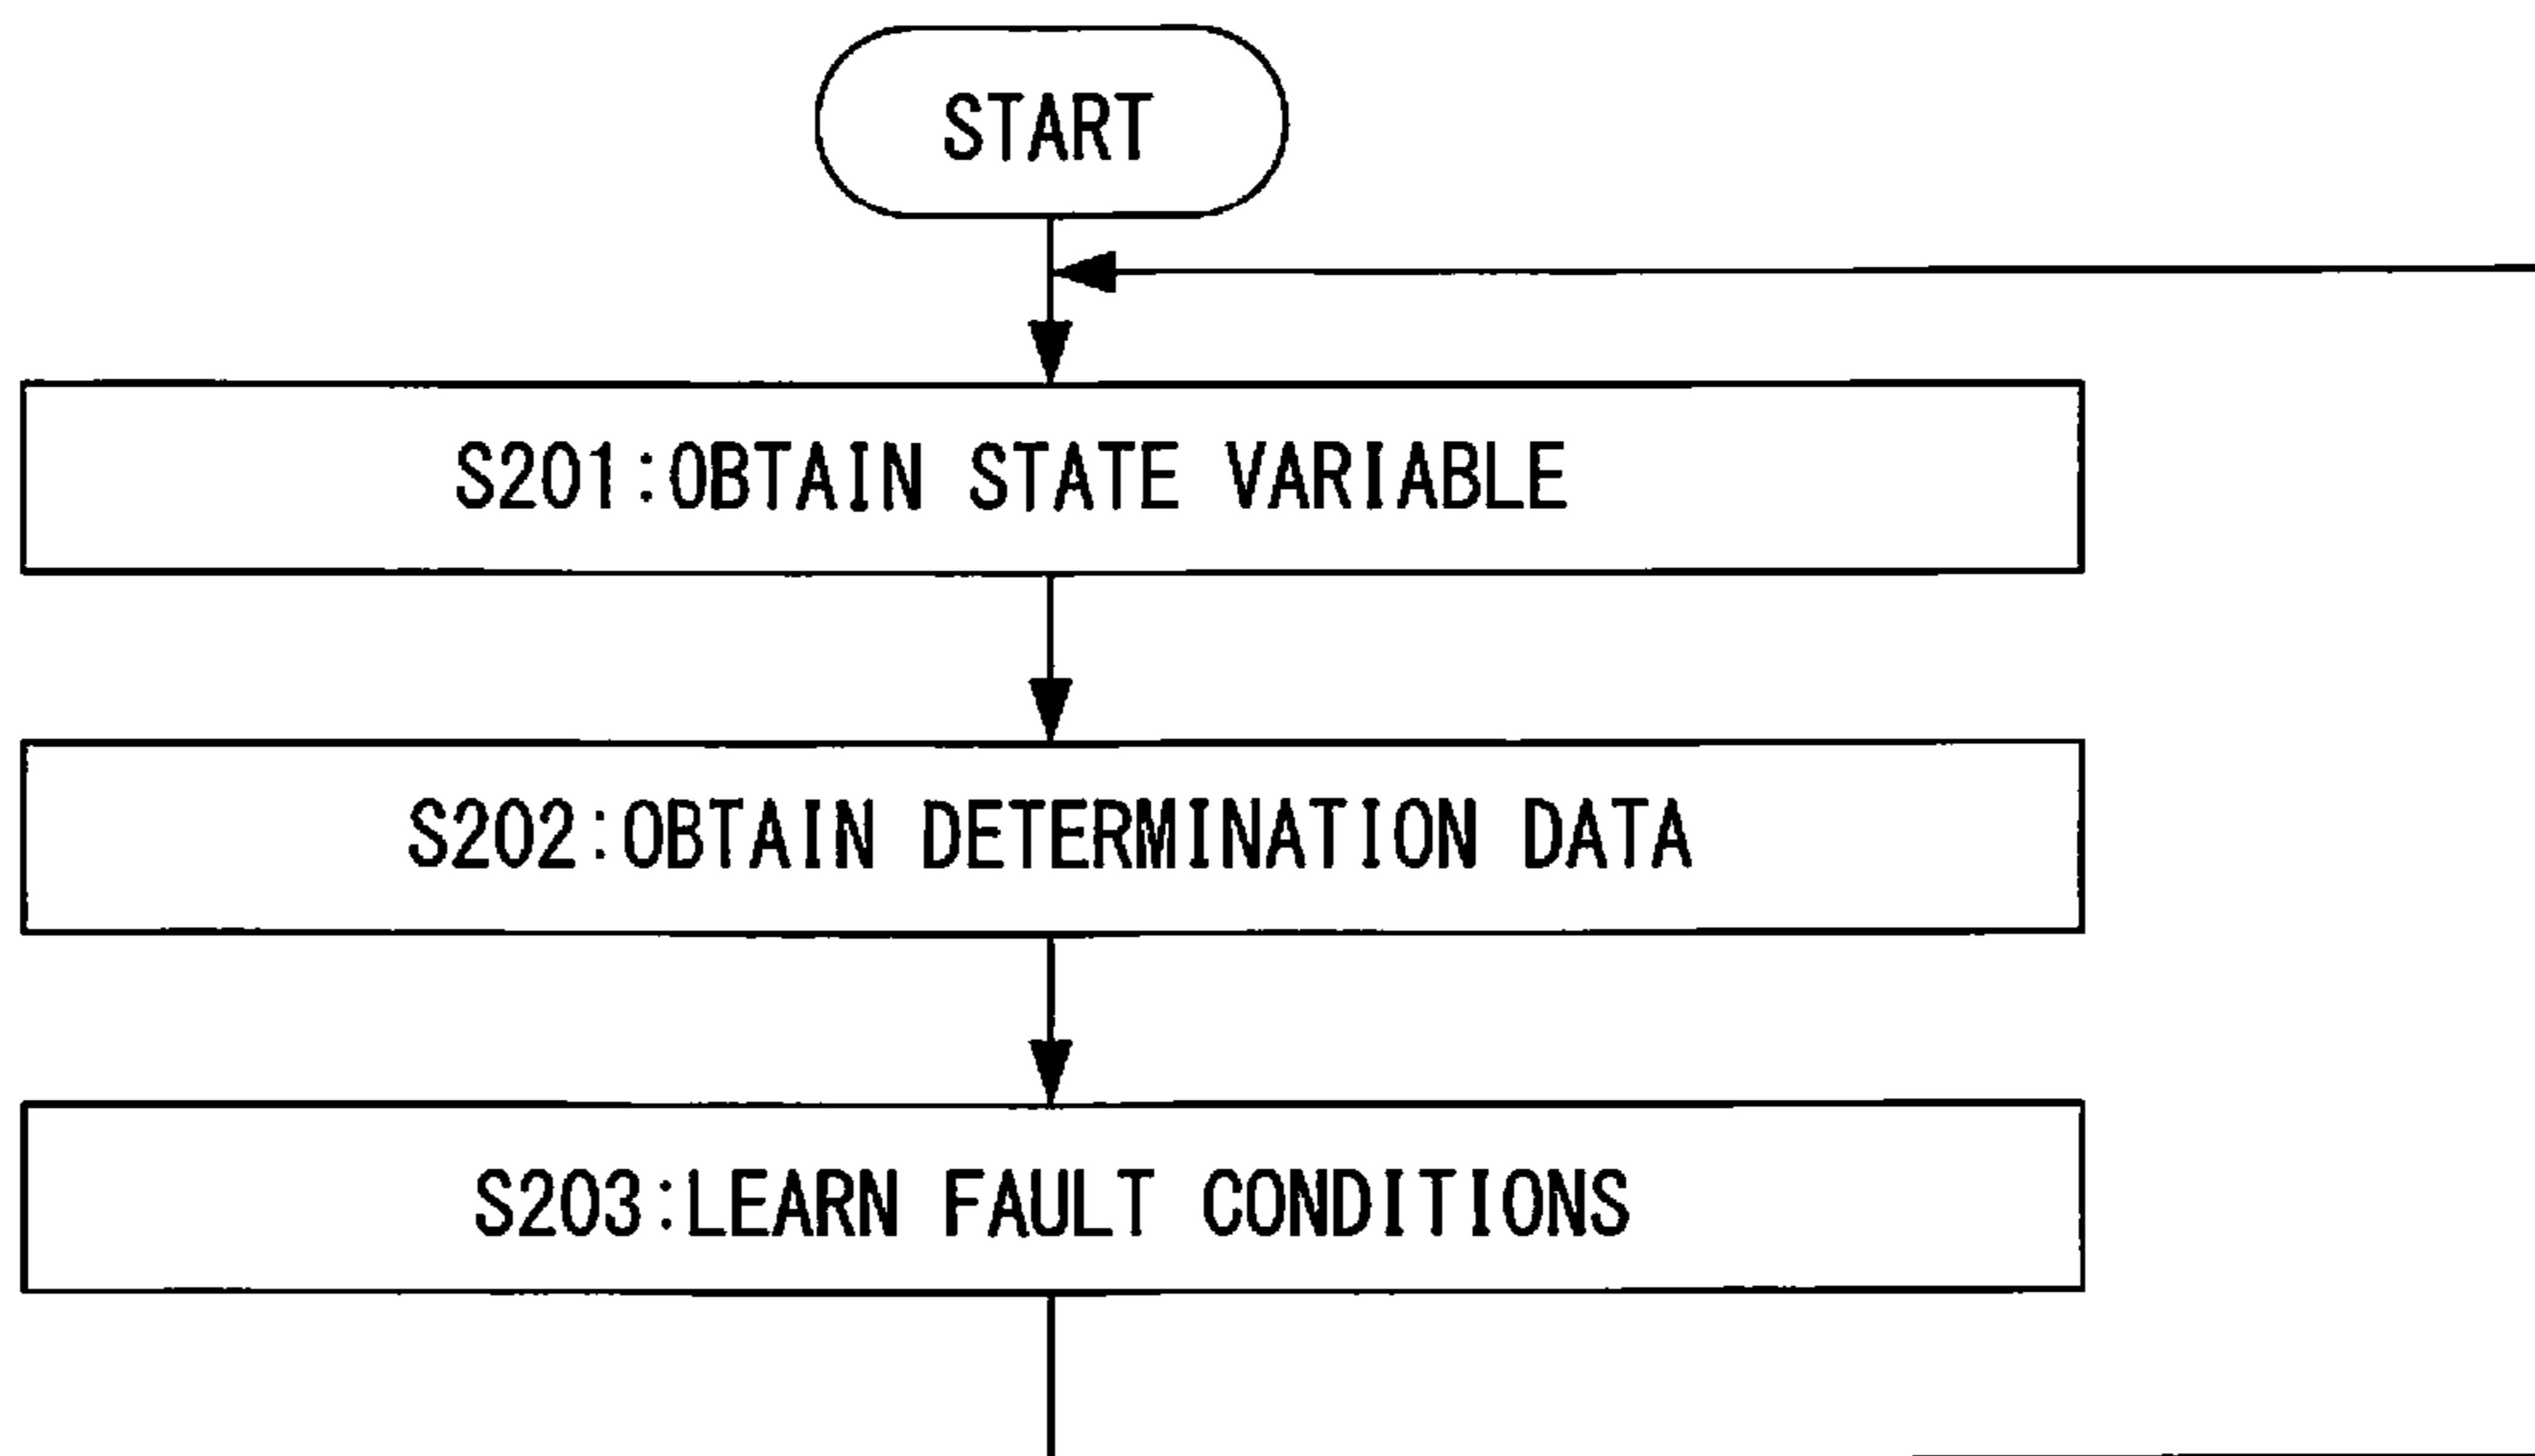 START
S201:OBTAIN STATE VARIABLE
S202:OBTAIN DETERMINATION DATA
S203:LEARN FAULT CONDITIONS